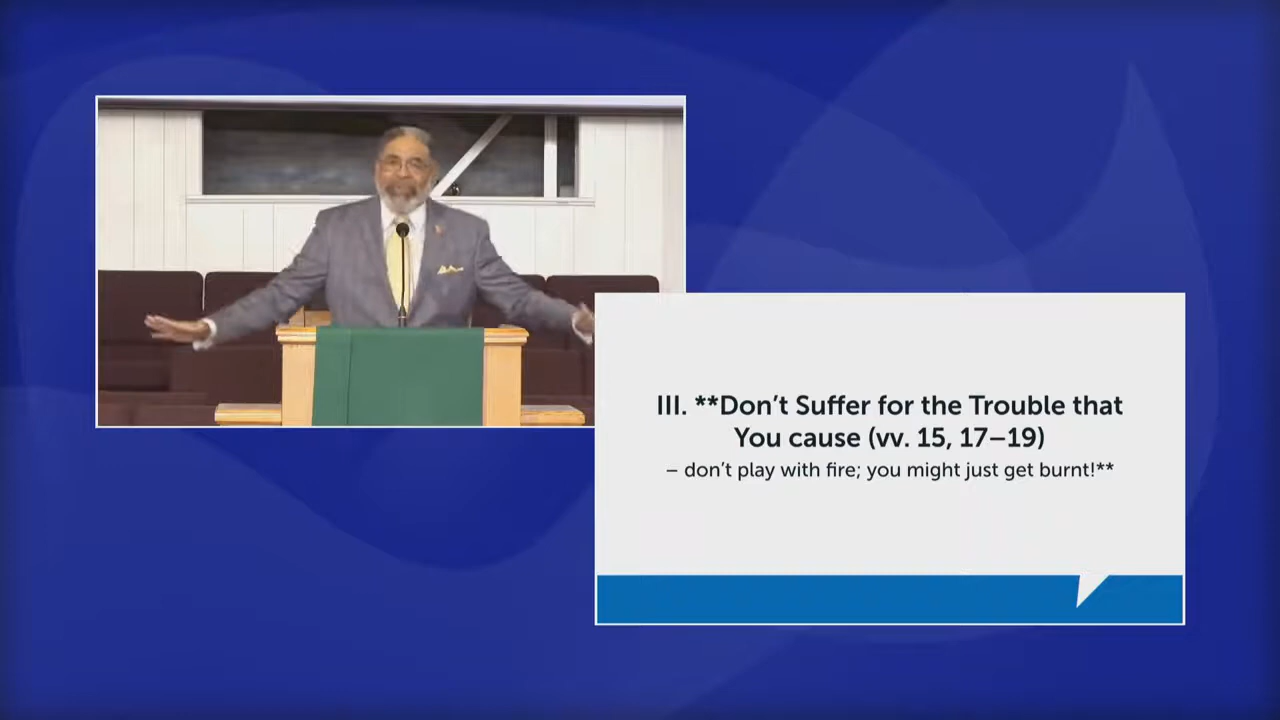 III. **Don’t Suffer for the Trouble that
You cause (vv. 15, 17–19)
– don’t play with fire; you might just get burnt!**